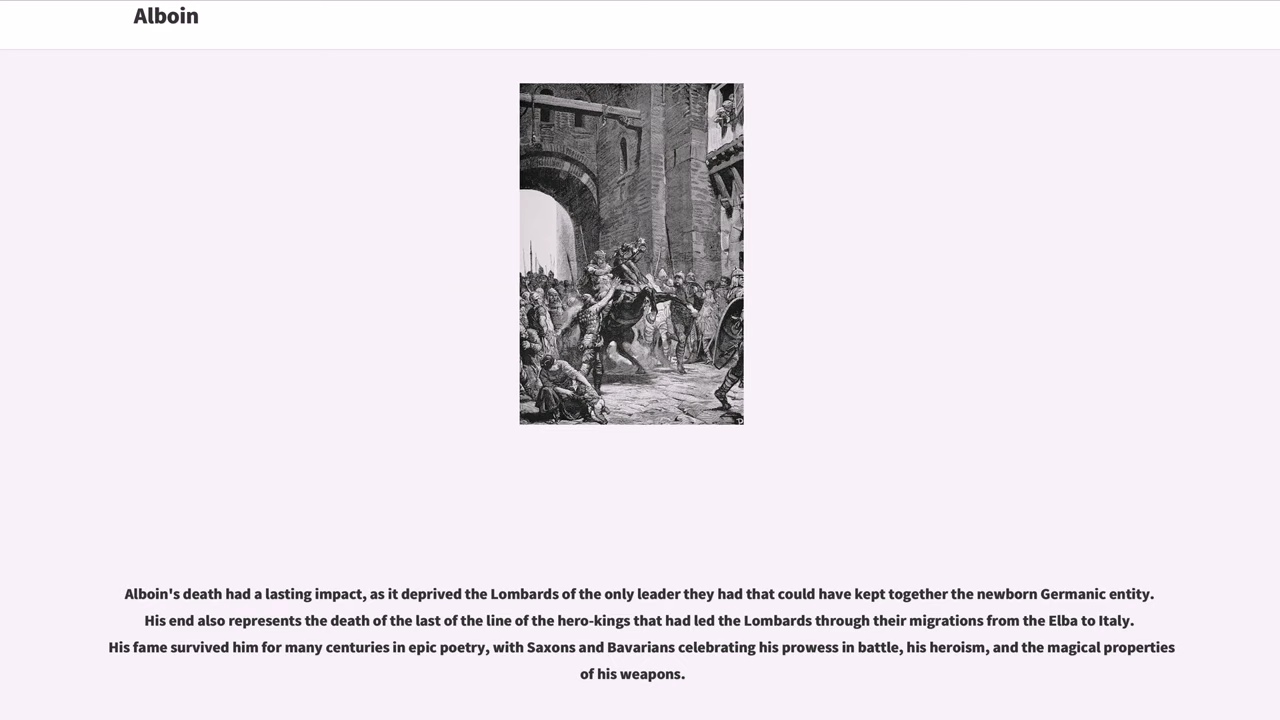 Alboin
Alboin's death had a lasting impact, as it deprived the Lombards of the only leader they had that could have kept together the newborn Germanic entity.
His end also represents the death of the last of the line of the hero-kings that had led the Lombards through their migrations from the Elba to Italy.
His fame survived him for many centuries in epic poetry, with Saxons and Bavarians celebrating his prowess in battle, his heroism, and the magical properties
of his weapons.